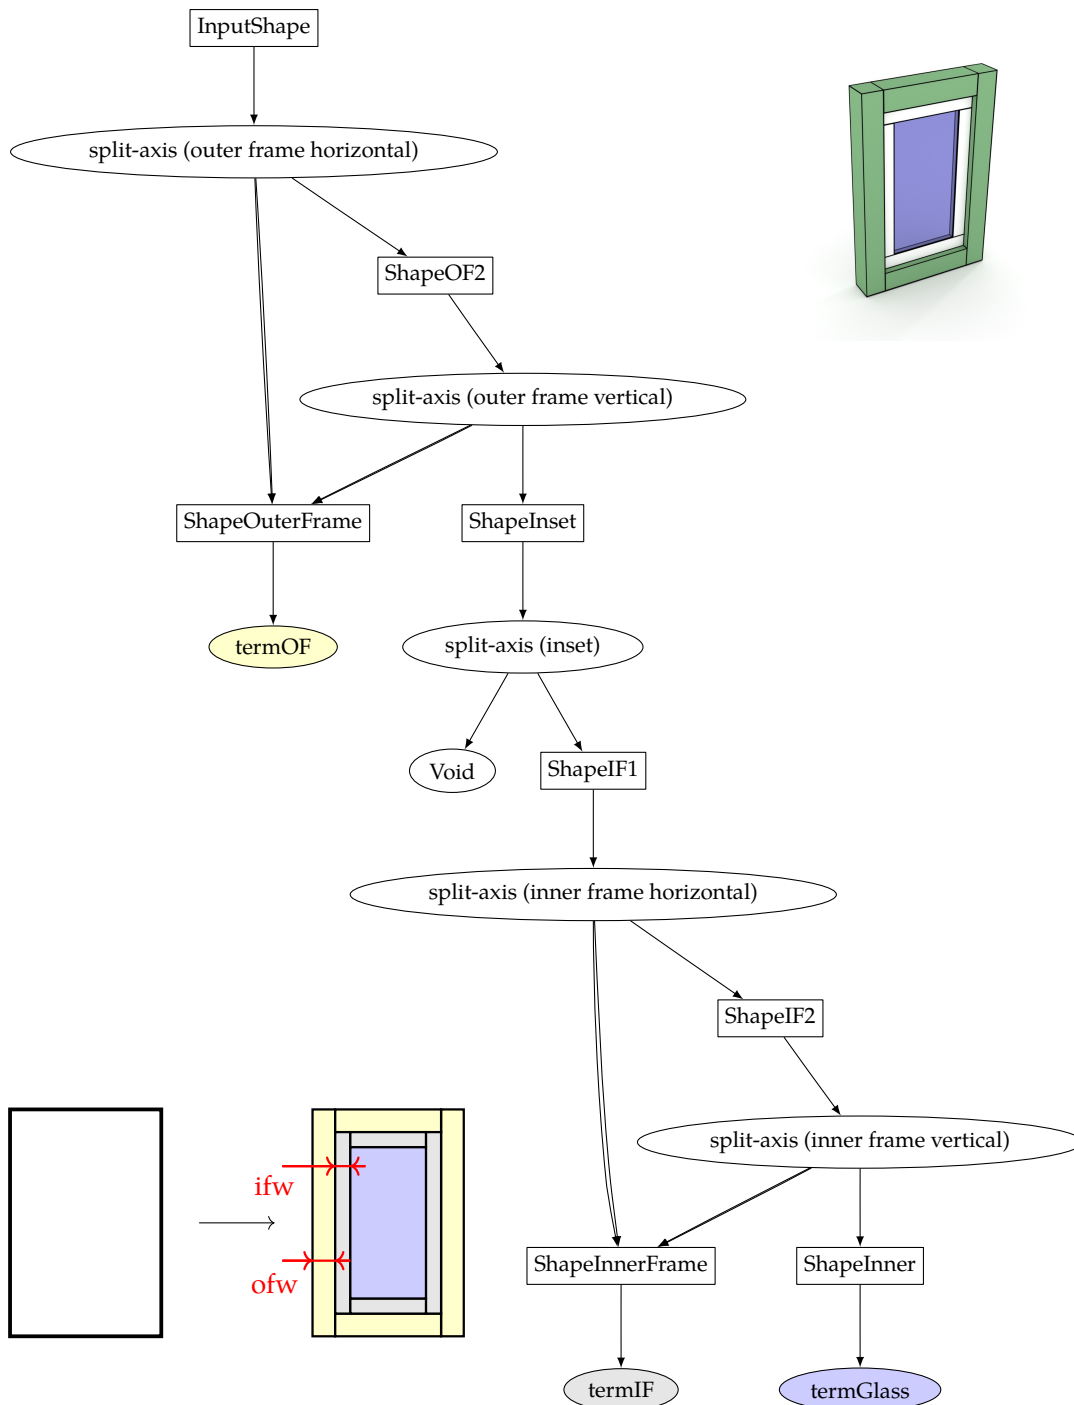 InputShape
split-axis (outer frame horizontal)
ShapeOF2
split-axis (outer frame vertical)
ShapeOuterFrame
ShapeInset
termOF
split-axis (inset)
Void
ShapeIF1
split-axis (inner frame horizontal)
ShapeIF2
split-axis (inner frame vertical)
ifw
ofw
ShapeInnerFrame
ShapeInner
termIF
termGlass